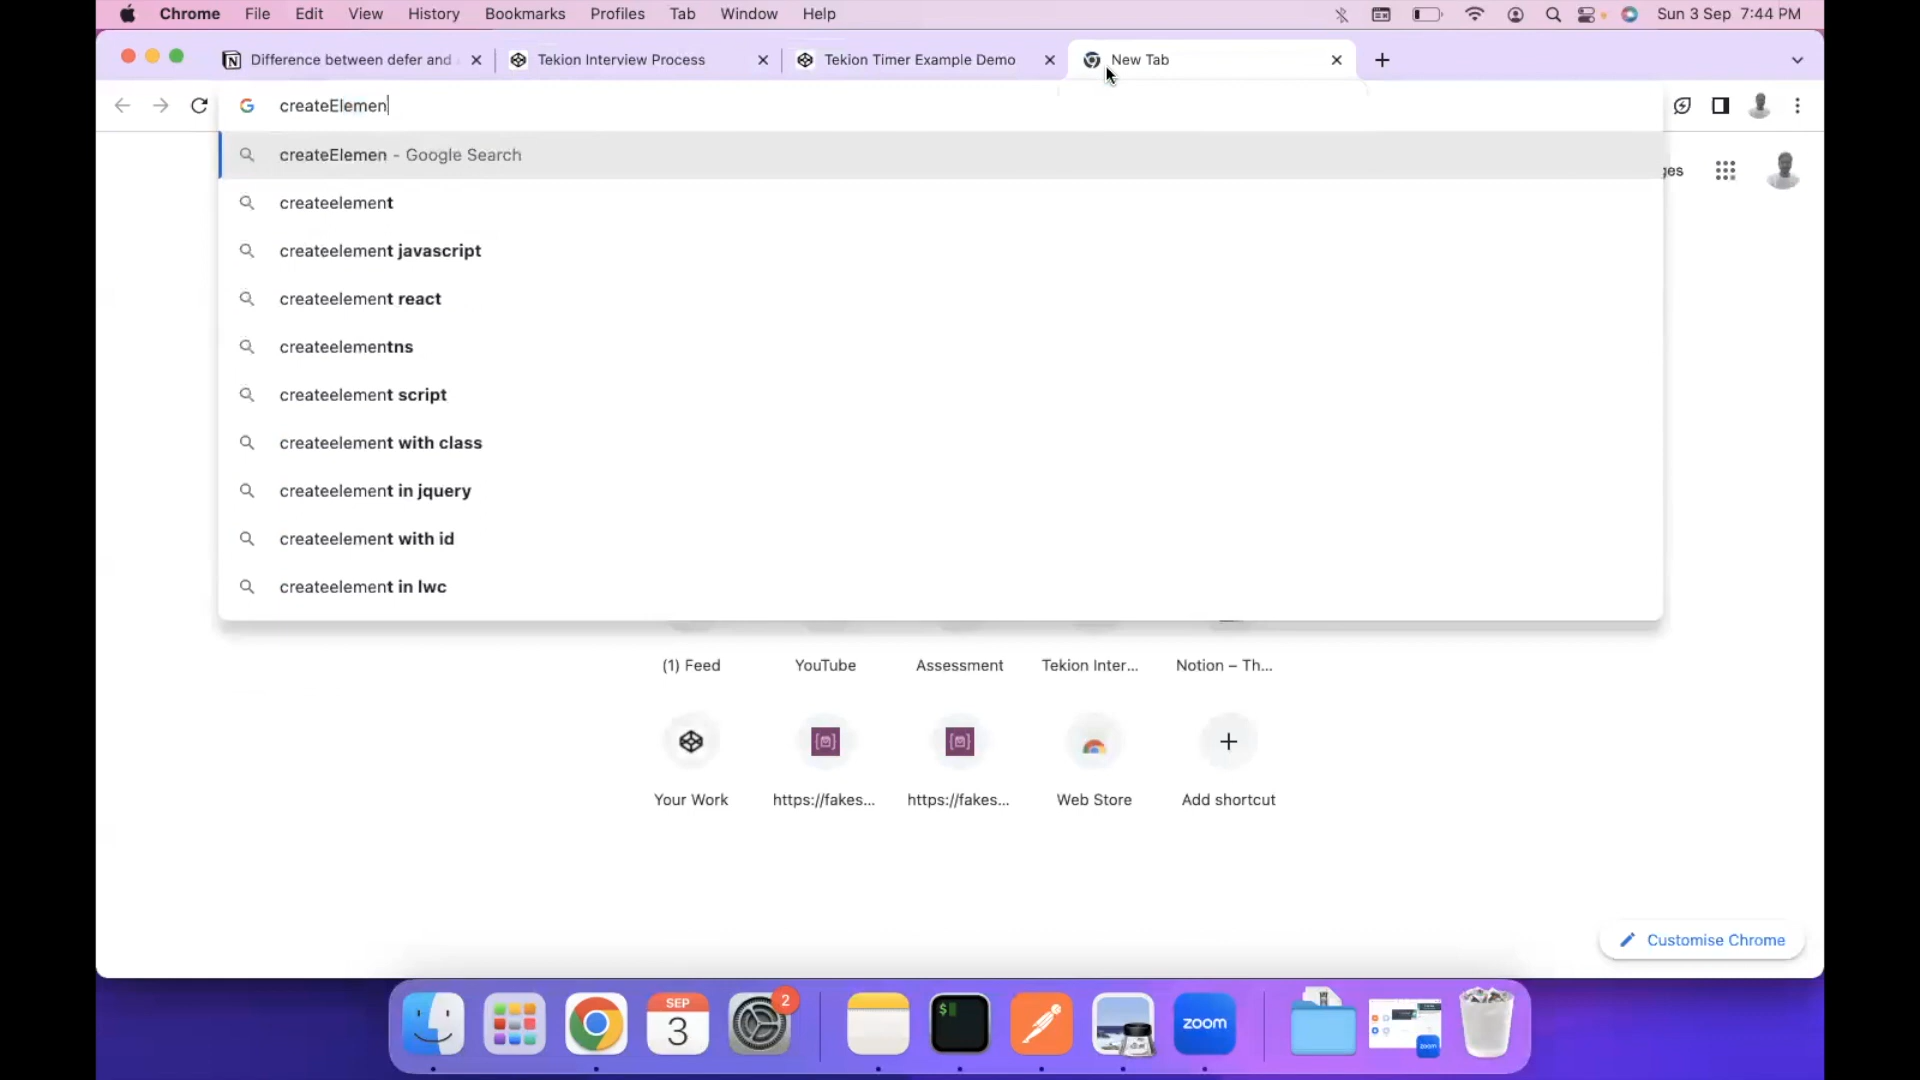 Chrome File Edit View History Bookmarks Profiles Tab Window Help Sun 3 Sep 7:44 PM
Difference between defer and Tekion Interview Process Tekion Timer Example Demo New Tab
createElemen
createElemen - Google Search
createelement
createelement javascript
createelement react
createelementns
createelement script
createelement with class
createelement in jquery
createelement with id
createelement in lwc
(1) Feed YouTube Assessment Tekion Inter... Notion – Th...
Your Work https://fakes... https://fakes... Web Store Add shortcut
Customise Chrome
SEP
3
2
$
zoom
zoom